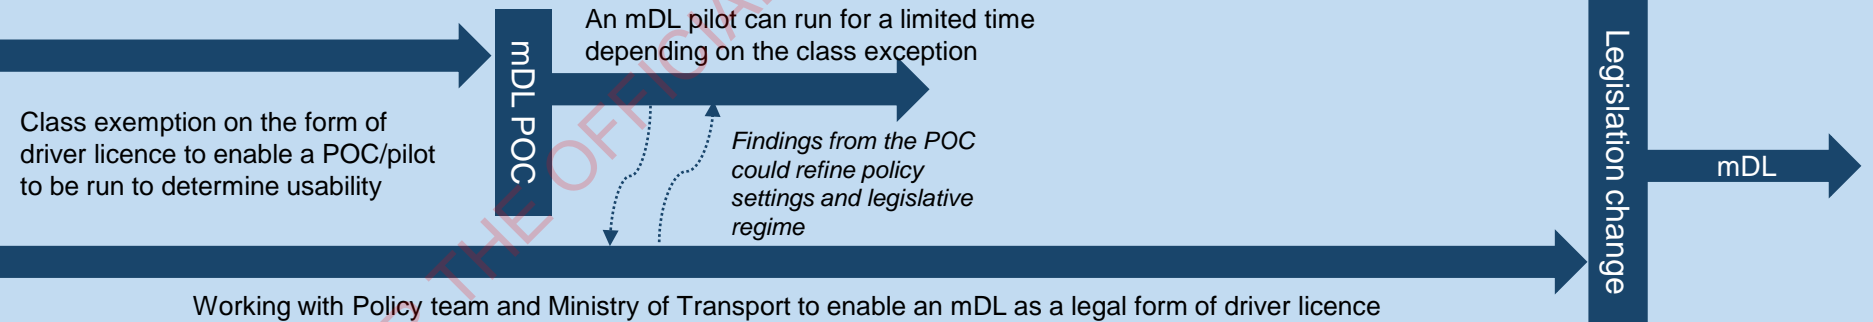 An mDL pilot can run for a limited time
depending on the class exception
mDL POC
Class exemption on the form of
driver licence to enable a POC/pilot
to be run to determine usability
Findings from the POC
could refine policy
settings and legislative
regime
Legislation change
mDL
Working with Policy team and Ministry of Transport to enable an mDL as a legal form of driver licence
THE OFFICIA